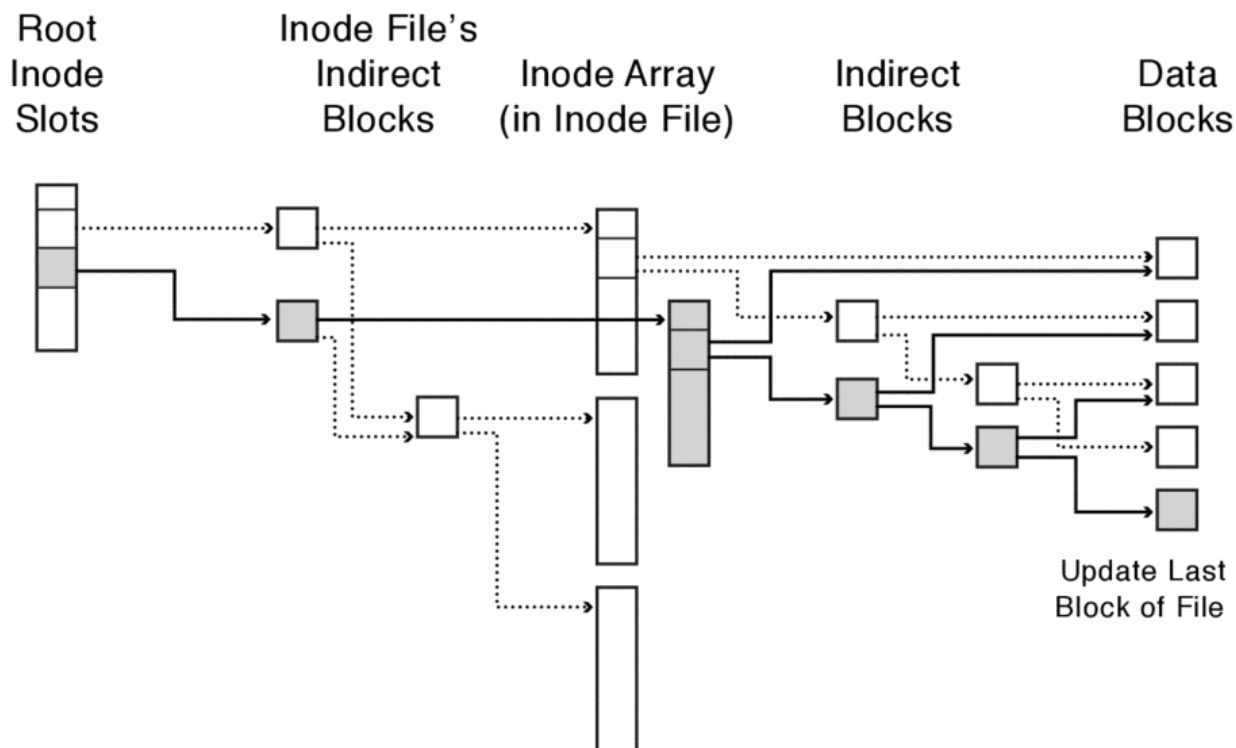 Root
Inode
Slots
Inode File's
Indirect
Blocks
Inode Array
(in Inode File)
Indirect
Blocks
Data
Blocks
Update Last
Block of File